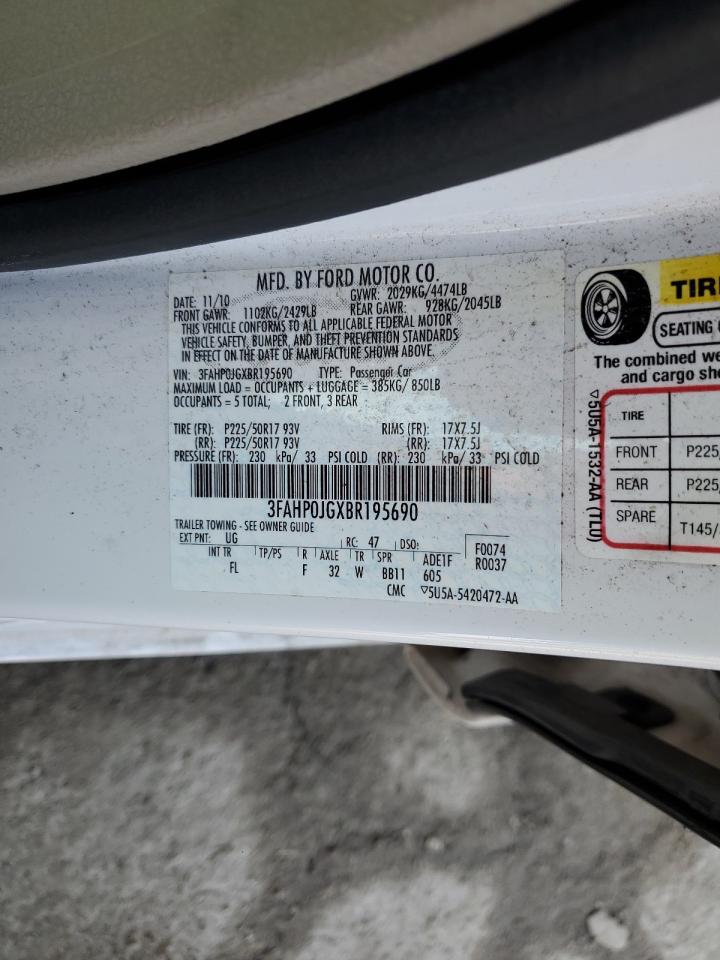 MFD. BY FORD MOTOR CO.
DATE: 11/10 GVWR: 2029KG/4474LB
FRONT GAWR: 1102KG/2429LB REAR GAWR: 928KG/2045LB
THIS VEHICLE CONFORMS TO ALL APPLICABLE FEDERAL MOTOR
VEHICLE SAFETY, BUMPER, AND THEFT PREVENTION STANDARDS
IN EFFECT ON THE DATE OF MANUFACTURE SHOWN ABOVE.
VIN: 3FAHP0JGXBR195690 TYPE: Passenger Car
MAXIMUM LOAD = OCCUPANTS + LUGGAGE = 385KG/ 850LB
OCCUPANTS = 5 TOTAL; 2 FRONT, 3 REAR
TIRE (FR): P225/50R17 93V RIMS (FR): 17X7.5J
(RR): P225/50R17 93V (RR): 17X7.5J
PRESSURE (FR): 230 kPa/ 33 PSI COLD (RR): 230 kPa/ 33 PSI COLD
3FAHP0JGXBR195690
TRAILER TOWING - SEE OWNER GUIDE
EXT PNT: UG RC: 47 DSO: F0074
INT TR TP/PS R AXLE TR SPR ADE1F R0037
FL F 32 W BB11 605
CMC ▽5U5A-5420472-AA
TIRE
SEATING
The combined
and cargo
▽5U5A-1532-AA (TLU)
TIRE
FRONT P225/
REAR P225/
SPARE T145/